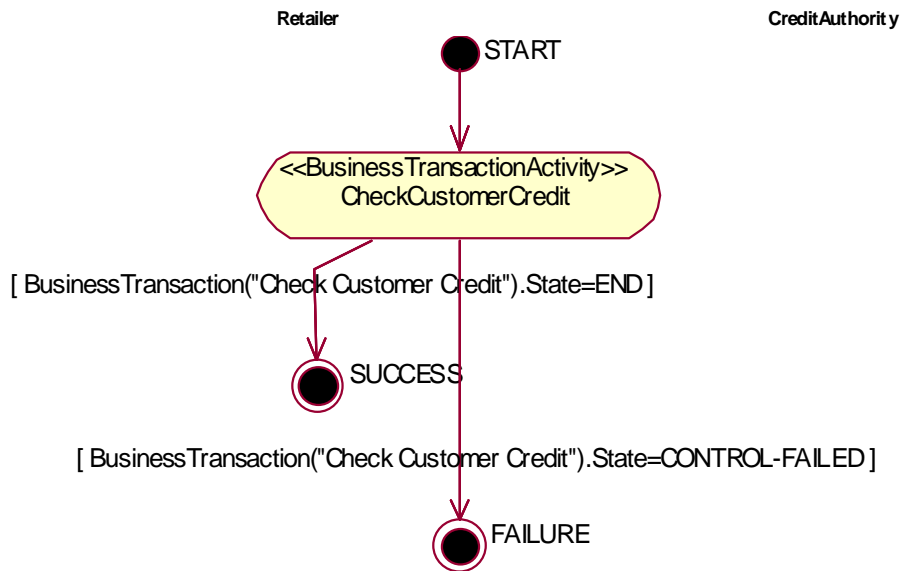 Retailer
CreditAuthority
START
<<BusinessTransactionActivity>>
CheckCustomerCredit
[ BusinessTransaction("Check Customer Credit").State=END ]
SUCCESS
[ BusinessTransaction("Check Customer Credit").State=CONTROL-FAILED ]
FAILURE